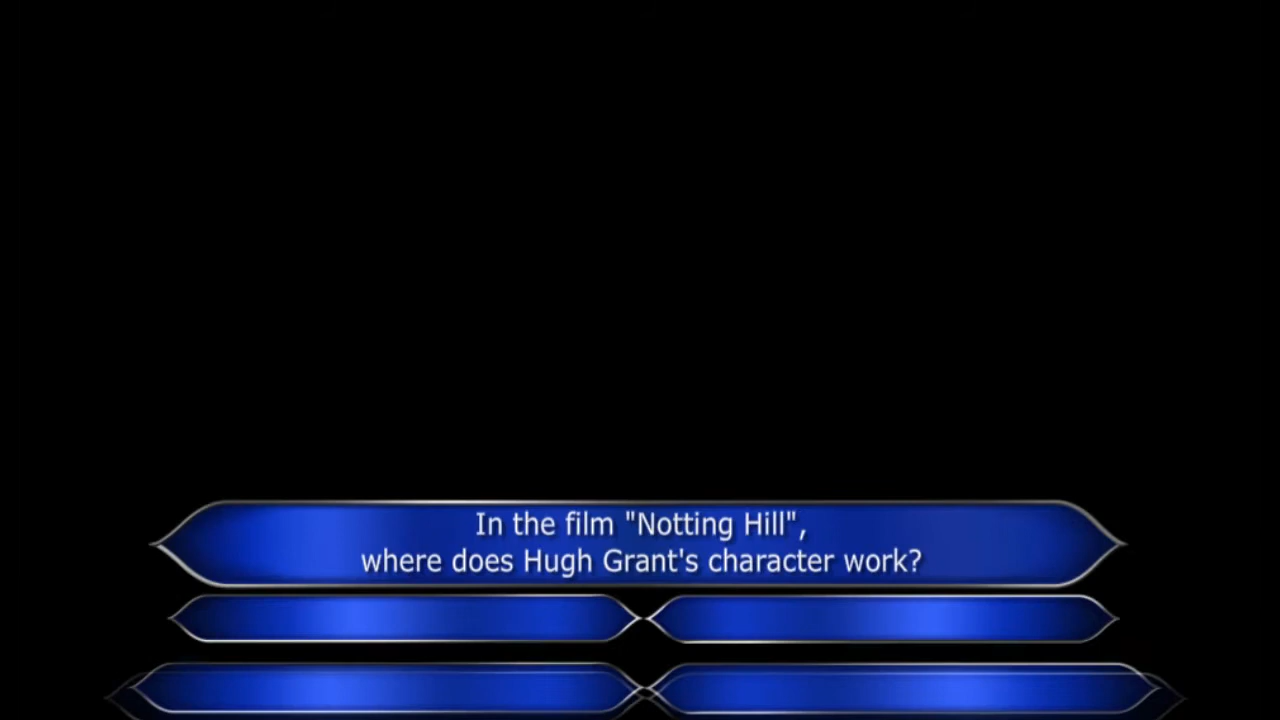 In the film "Notting Hill",
where does Hugh Grant's character work?